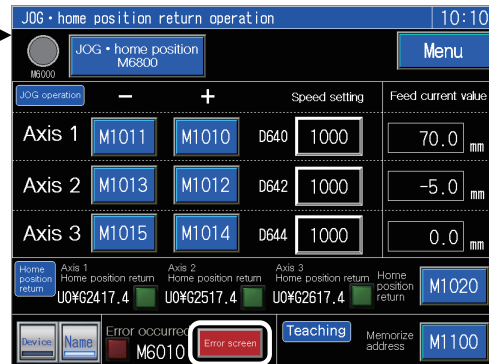 JOG・home position return operation 10:10
M6000
JOG・home position
M6800
Menu
JOG operation － ＋ Speed setting Feed current value
Axis 1 M1011 M1010 D640 1000 70.0 mm
Axis 2 M1013 M1012 D642 1000 -5.0 mm
Axis 3 M1015 M1014 D644 1000 0.0 mm
Home
position
return
Axis 1
Home position return
U0¥G2417.4
Axis 2
Home position return
U0¥G2517.4
Axis 3
Home position return
U0¥G2617.4
Home
position
return
M1020
Device Name
Error occurred
M6010
Error screen
Teaching
Memorize
address
M1100